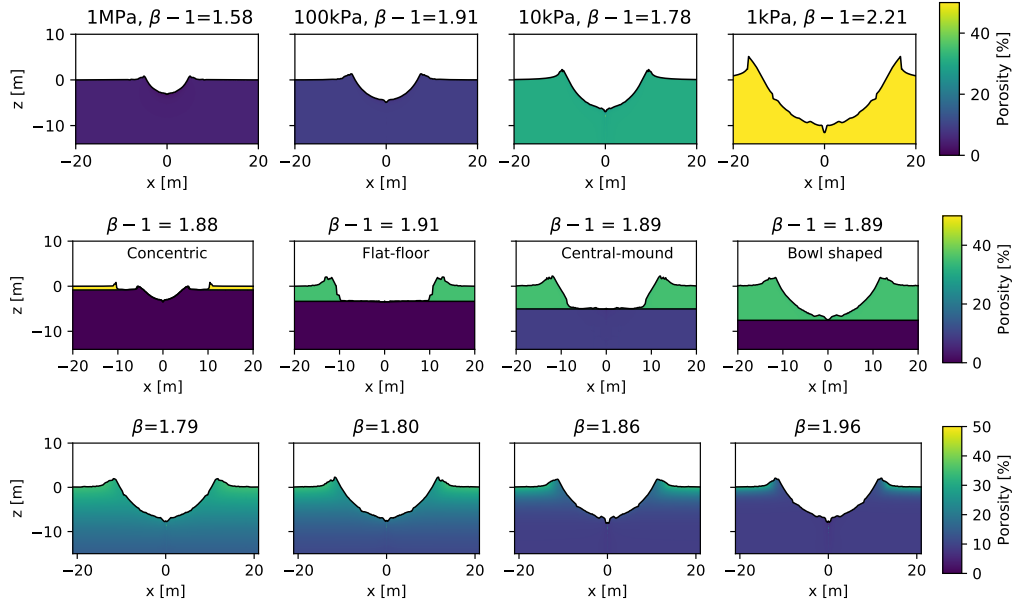 1MPa, β − 1=1.58
100kPa, β − 1=1.91
10kPa, β − 1=1.78
1kPa, β − 1=2.21
10
0
−10
z [m]
−20
0
20
x [m]
−20
0
20
x [m]
−20
0
20
x [m]
−20
0
20
x [m]
40
20
0
Porosity [%]
β − 1 = 1.88
β − 1 = 1.91
β − 1 = 1.89
β − 1 = 1.89
Concentric
Flat-floor
Central-mound
Bowl shaped
10
0
−10
z [m]
−20
−10
0
10
20
x [m]
−20
−10
0
10
20
x [m]
−20
−10
0
10
20
x [m]
−20
−10
0
10
20
x [m]
40
20
0
Porosity [%]
β=1.79
β=1.80
β=1.86
β=1.96
10
0
−10
z [m]
−20
0
20
x [m]
−20
0
20
x [m]
−20
0
20
x [m]
−20
0
20
x [m]
50
40
30
20
10
0
Porosity [%]